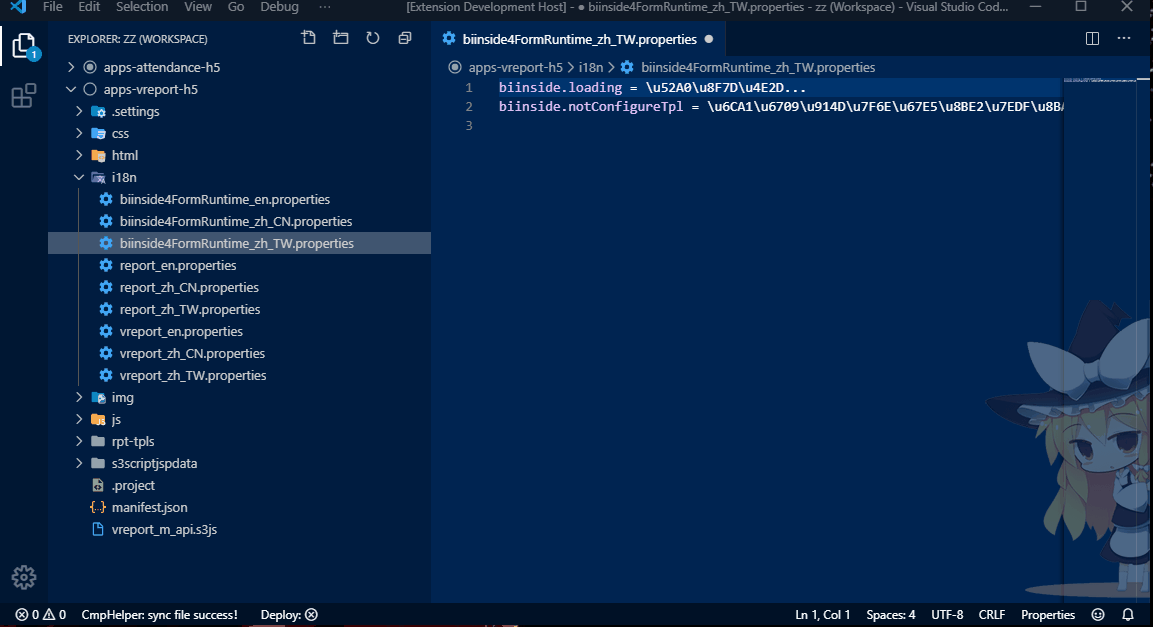 File Edit Selection View Go Debug ··· [Extension Development Host] - ● biinside4FormRuntime_zh_TW.properties - zz (Workspace) - Visual Studio Cod...
EXPLORER: ZZ (WORKSPACE)
1
apps-attendance-h5
apps-vreport-h5
.settings
css
html
i18n
biinside4FormRuntime_en.properties
biinside4FormRuntime_zh_CN.properties
biinside4FormRuntime_zh_TW.properties
report_en.properties
report_zh_CN.properties
report_zh_TW.properties
vreport_en.properties
vreport_zh_CN.properties
vreport_zh_TW.properties
img
js
rpt-tpls
s3scriptjspdata
.project
manifest.json
vreport_m_api.s3js
biinside4FormRuntime_zh_TW.properties ●
apps-vreport-h5 > i18n > biinside4FormRuntime_zh_TW.properties
1 biinside.loading = \u52A0\u8F7D\u4E2D...
2 biinside.notConfigureTpl = \u6CA1\u6709\u914D\u7F6E\u67E5\u8BE2\u7EDF\u8BA
3
0 0 CmpHelper: sync file success! Deploy: Ln 1, Col 1 Spaces: 4 UTF-8 CRLF Properties